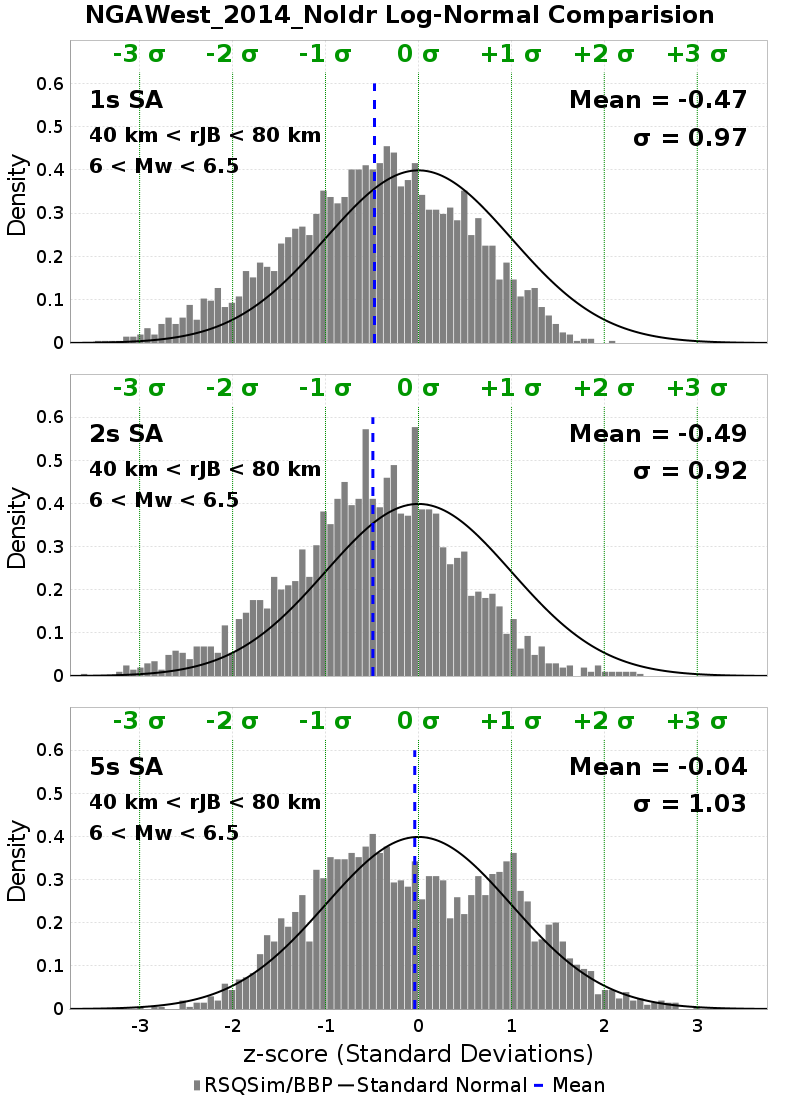 NGAWest_2014_NoIdr Log-Normal Comparision
-3 σ -2 σ -1 σ 0 σ +1 σ +2 σ +3 σ
1s SA
Mean = -0.47
40 km < rJB < 80 km
σ = 0.97
6 < Mw < 6.5
0.6
0.5
0.4
0.3
0.2
0.1
0
Density
-3 σ -2 σ -1 σ 0 σ +1 σ +2 σ +3 σ
2s SA
Mean = -0.49
40 km < rJB < 80 km
σ = 0.92
6 < Mw < 6.5
0.6
0.5
0.4
0.3
0.2
0.1
0
Density
-3 σ -2 σ -1 σ 0 σ +1 σ +2 σ +3 σ
5s SA
Mean = -0.04
40 km < rJB < 80 km
σ = 1.03
6 < Mw < 6.5
0.6
0.5
0.4
0.3
0.2
0.1
0
Density
-3 -2 -1 0 1 2 3
z-score (Standard Deviations)
RSQSim/BBP Standard Normal Mean